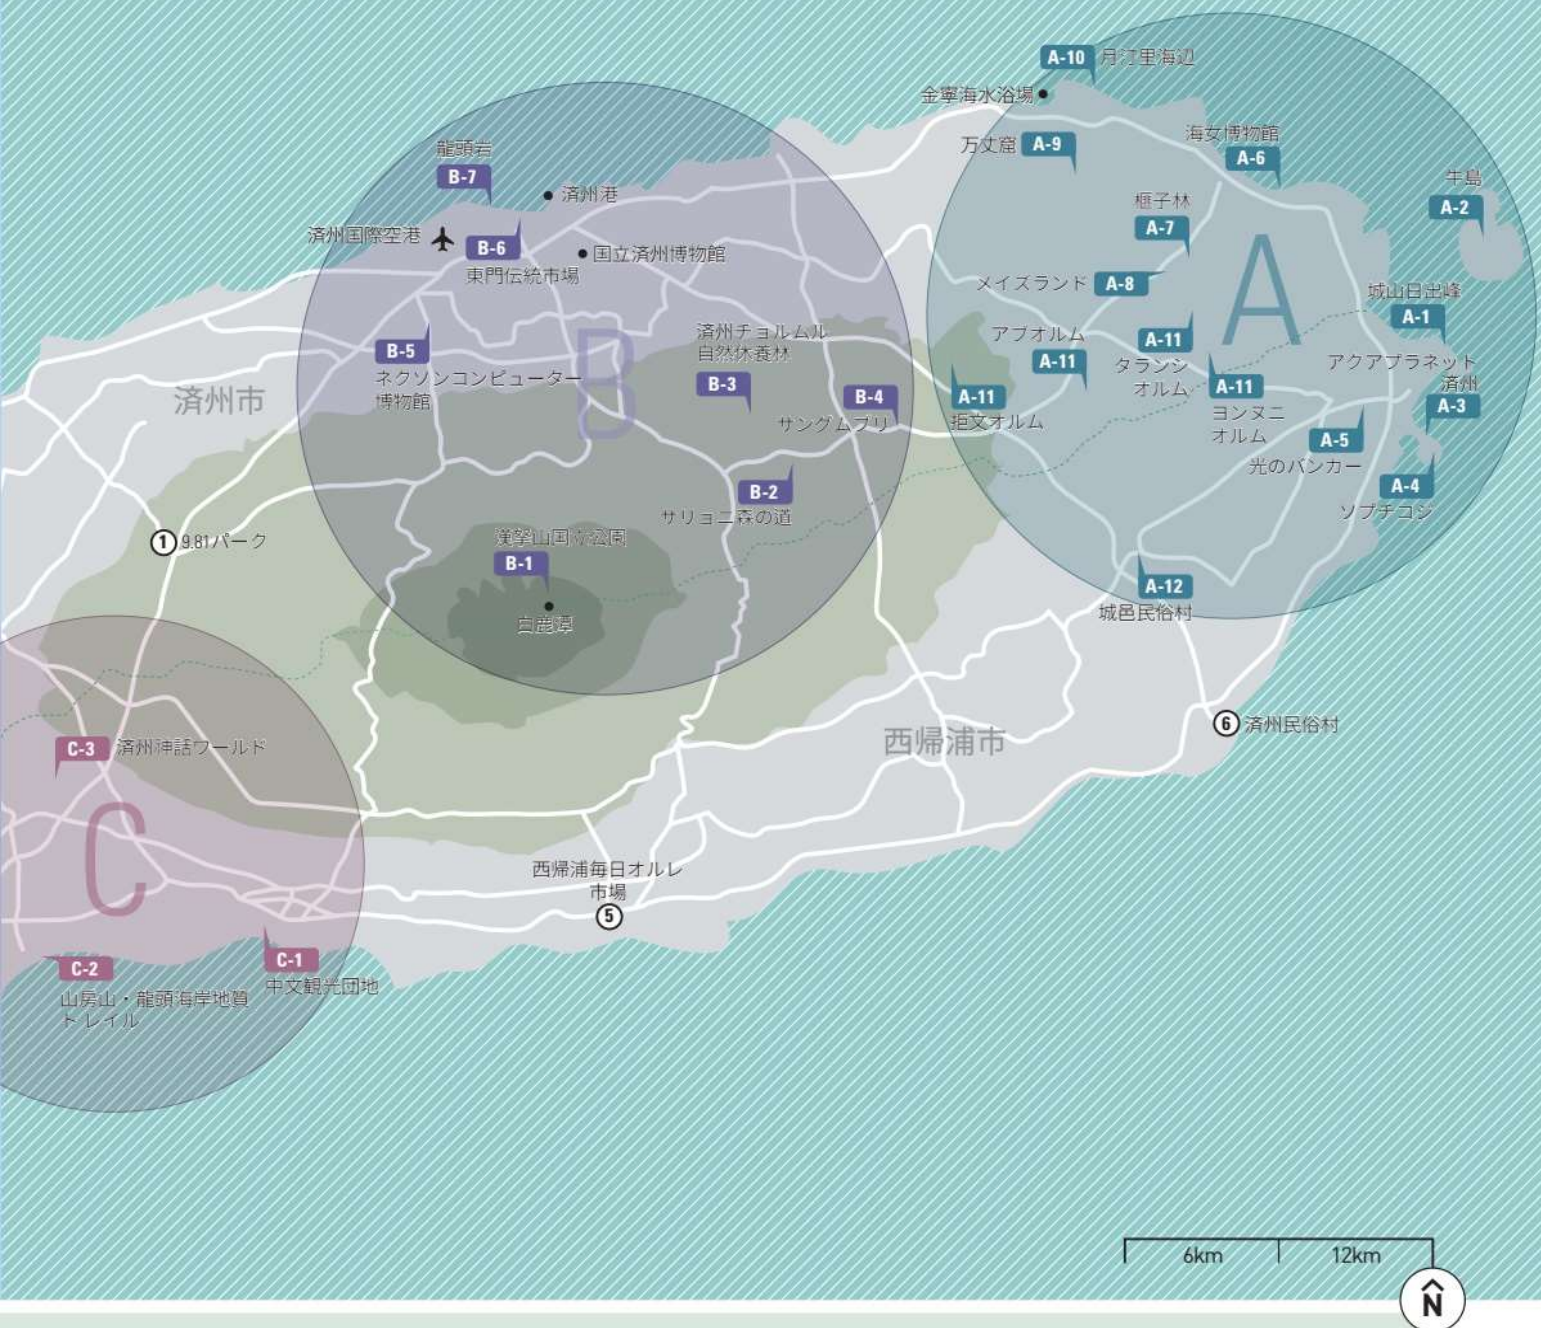 A-10 月汀里海辺
金寧海水浴場
万丈窟 A-9
海女博物館
A-6
牛島
A-2
龍頭岩
B-7
済州港
済州国際空港
B-6
東門伝統市場
国立済州博物館
榧子林
A-7
A
メイズランド A-8
城山日出峰
A-1
アブオルム
A-11
A-11
タランシ
オルム
A-11
ヨンヌニ
オルム
アクアプラネット
済州
A-3
A-11
拒文オルム
A-5
光のバンカー
A-4
ソプチコジ
済州チョルムル
自然休養林
B-3
B-4
サングムブリ
B
B-5
ネクソンコンピューター
博物館
済州市
B-2
サリョニ森の道
漢拏山国立公園
B-1
白鹿潭
1 9.81パーク
A-12
城邑民俗村
6 済州民俗村
西帰浦市
C-3 済州神話ワールド
C
西帰浦毎日オルレ
市場
5
C-1
中文観光団地
C-2
山房山・龍頭海岸地質
トレイル
6km 12km
N